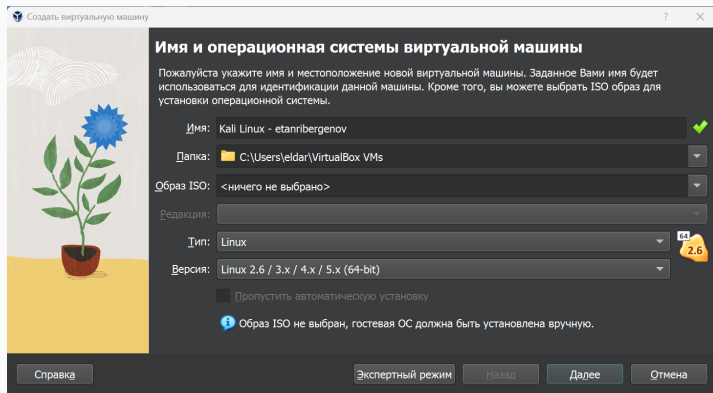 Создать виртуальную машину
Имя и операционная системы виртуальной машины
Пожалуйста укажите имя и местоположение новой виртуальной машины. Заданное Вами имя будет
использоваться для идентификации данной машины. Кроме того, вы можете выбрать ISO образ для
установки операционной системы.
Имя: Kali Linux - etanribergenov
Папка: C:\Users\eldar\VirtualBox VMs
Образ ISO: <ничего не выбрано>
Редакция:
Тип: Linux
64
2.6
Версия: Linux 2.6 / 3.x / 4.x / 5.x (64-bit)
Пропустить автоматическую установку
Образ ISO не выбран, гостевая ОС должна быть установлена вручную.
Справка Экспертный режим Назад Далее Отмена